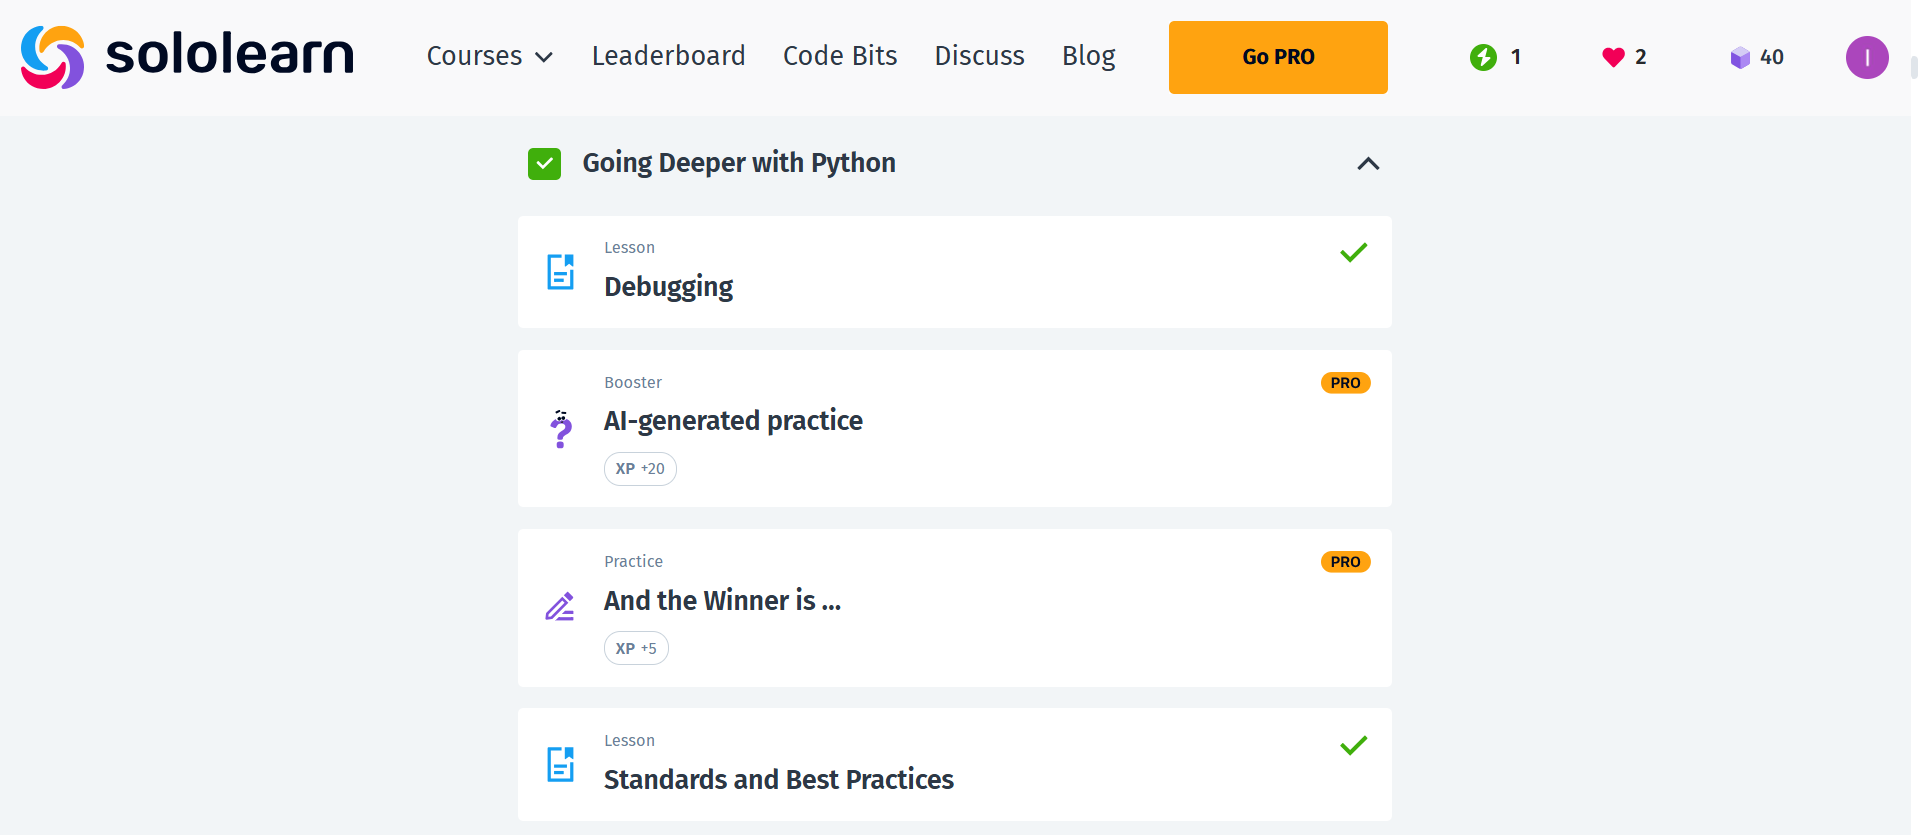 sololearn
Courses Leaderboard Code Bits Discuss Blog Go PRO 1 2 40 I
Going Deeper with Python
Lesson
Debugging
Booster PRO
AI-generated practice
XP +20
Practice PRO
And the Winner is ...
XP +5
Lesson
Standards and Best Practices